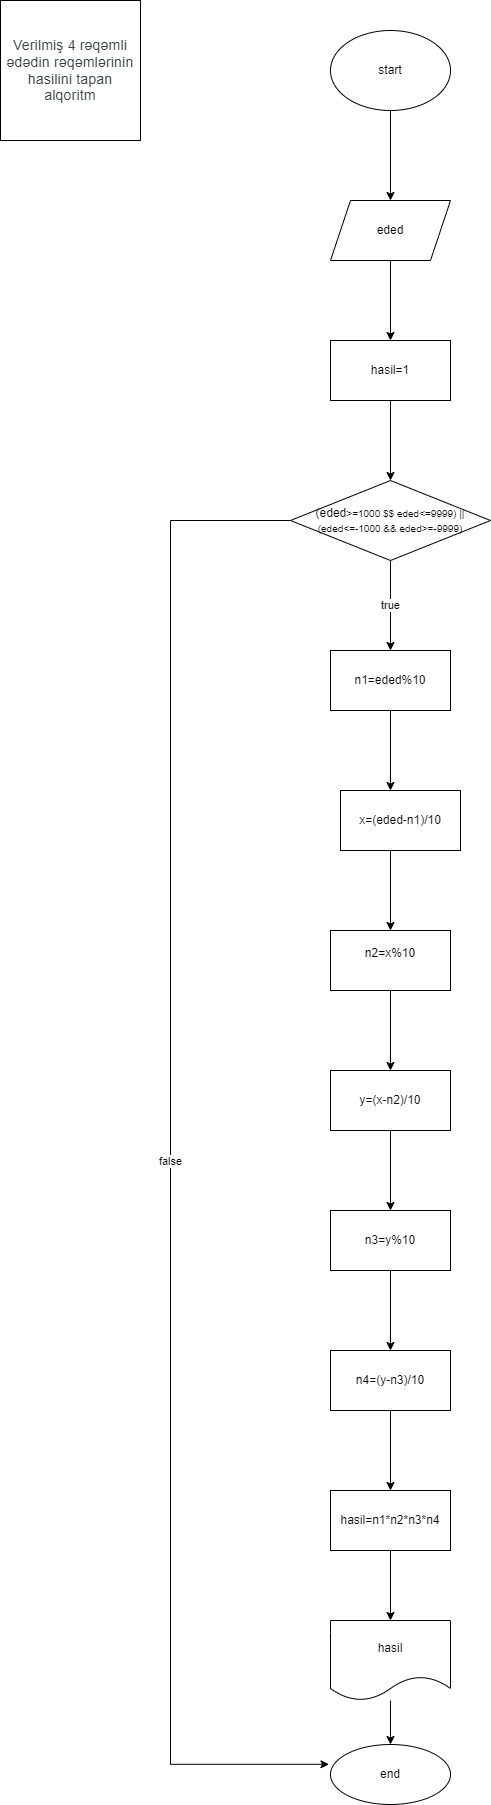 Verilmiş 4 rəqəmli
ədədin rəqəmlərinin
hasilini tapan
alqoritm
start
eded
hasil=1
(eded>=1000 $$ eded<=9999) ||
(eded<=-1000 && eded>=-9999)
true
n1=eded%10
x=(eded-n1)/10
n2=x%10
y=(x-n2)/10
false
n3=y%10
n4=(y-n3)/10
hasil=n1*n2*n3*n4
hasil
end